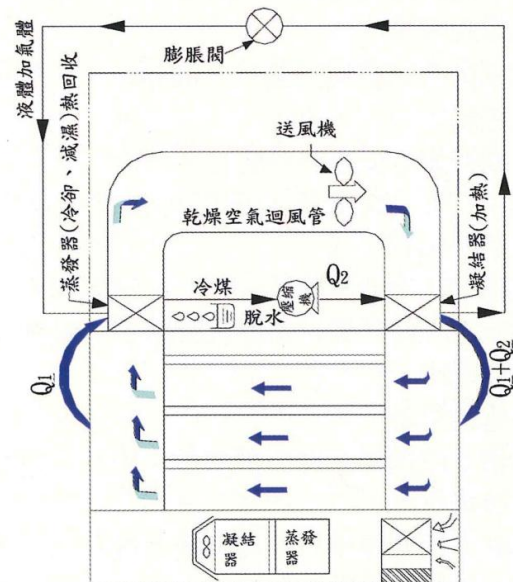 膨脹閥
液體加氣體
蒸發器(冷卻、減濕)熱回收
送風機
乾燥空氣迴風管
凝結器(加熱)
冷煤
壓縮
機
Q2
脫水
Q1
Q1+Q2
凝結
器
蒸發
器